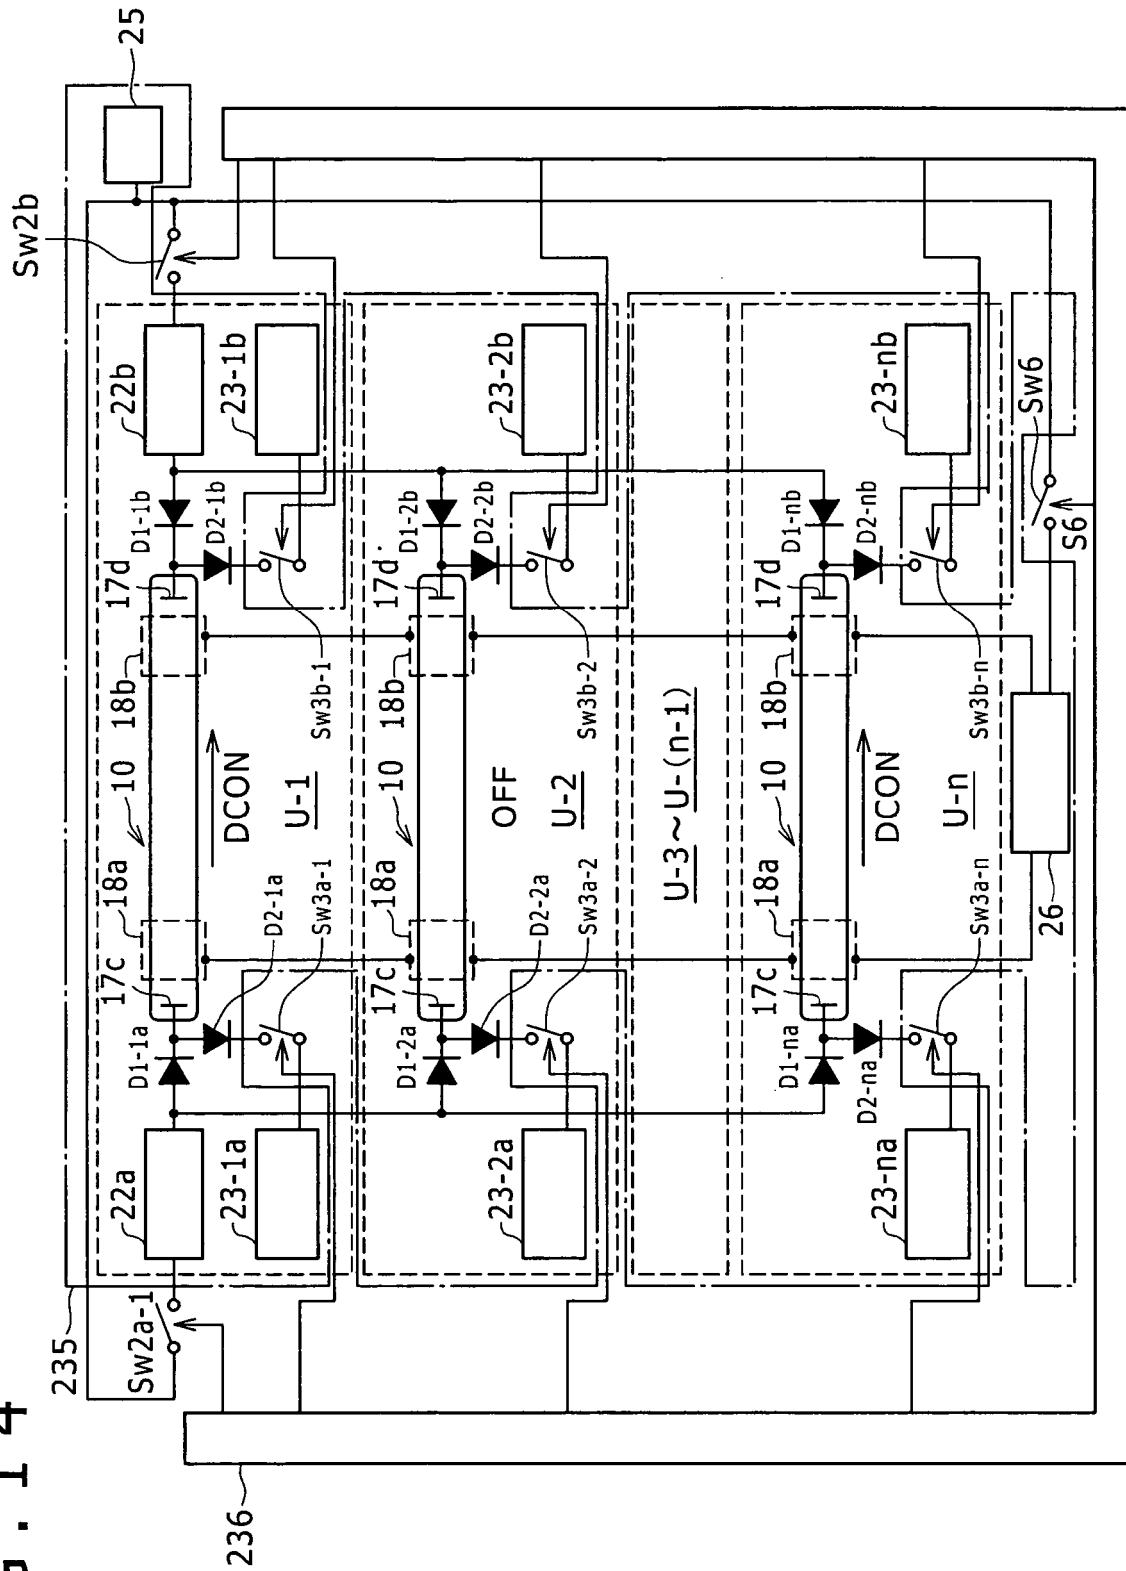 . 14
235
236
Sw2a-1
Sw2b
25
22a
23-1a
D1-1a
17c
18a
10
18b
17d
D1-1b
22b
23-1b
D2-1b
D2-1a
Sw3a-1
DCON
U-1
Sw3b-1
23-2a
D1-2a
17c
18a
10
18b
17d
D1-2b
D2-2b
23-2b
D2-2a
Sw3a-2
OFF
U-2
Sw3b-2
U-3~U-(n-1)
23-na
D1-na
D2-na
17c
18a
10
18b
17d
D1-nb
D2-nb
23-nb
Sw3a-n
DCON
U-n
Sw3b-n
26
S6
Sw6